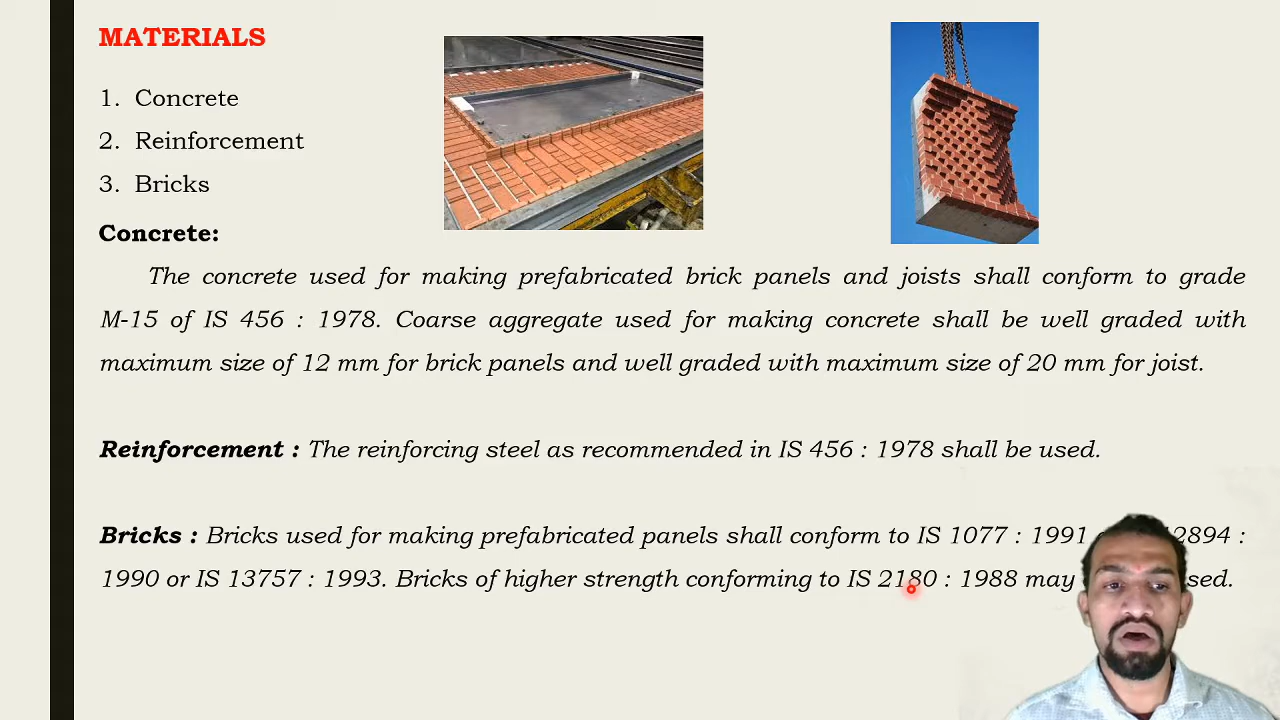 MATERIALS
1. Concrete
2. Reinforcement
3. Bricks
Concrete:
The concrete used for making prefabricated brick panels and joists shall conform to grade
M-15 of IS 456 : 1978. Coarse aggregate used for making concrete shall be well graded with
maximum size of 12 mm for brick panels and well graded with maximum size of 20 mm for joist.
Reinforcement : The reinforcing steel as recommended in IS 456 : 1978 shall be used.
Bricks : Bricks used for making prefabricated panels shall conform to IS 1077 : 1991 2894 :
1990 or IS 13757 : 1993. Bricks of higher strength conforming to IS 2180 : 1988 may